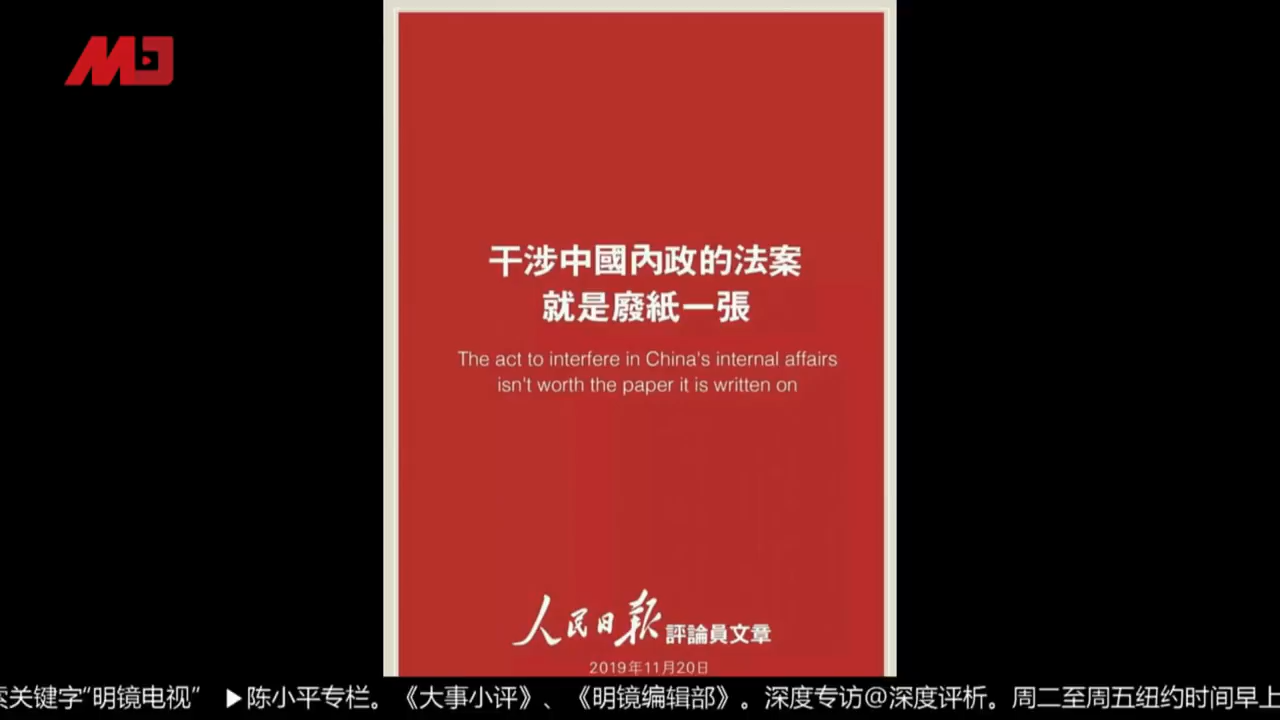 MJ
干涉中國內政的法案
就是廢紙一張
The act to interfere in China's internal affairs
isn't worth the paper it is written on
人民日報 評論員文章
2019年11月20日
关键字“明镜电视” ▶陈小平专栏。《大事小评》、《明镜编辑部》。深度专访@深度评析。周二至周五纽约时间早上